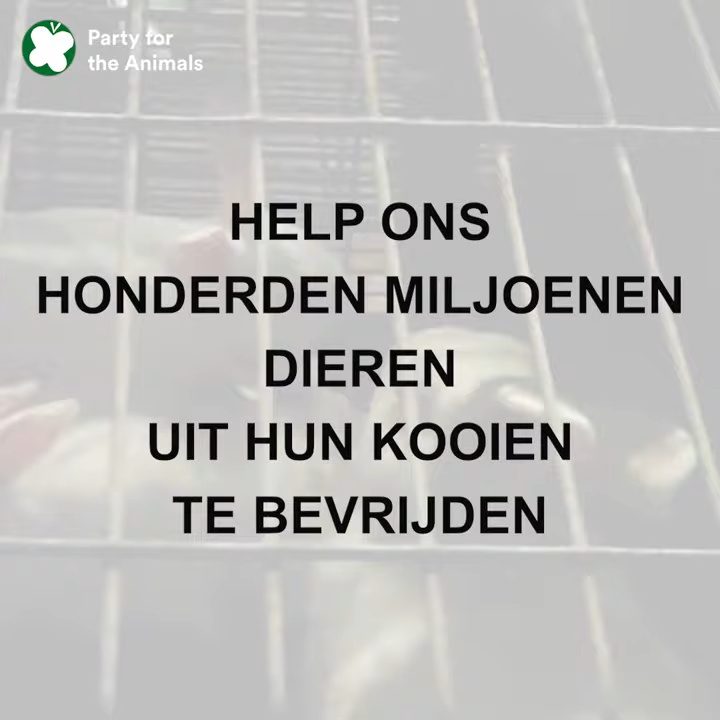 Party for
the Animals
HELP ONS
HONDERDEN MILJOENEN
DIEREN
UIT HUN KOOIEN
TE BEVRIJDEN